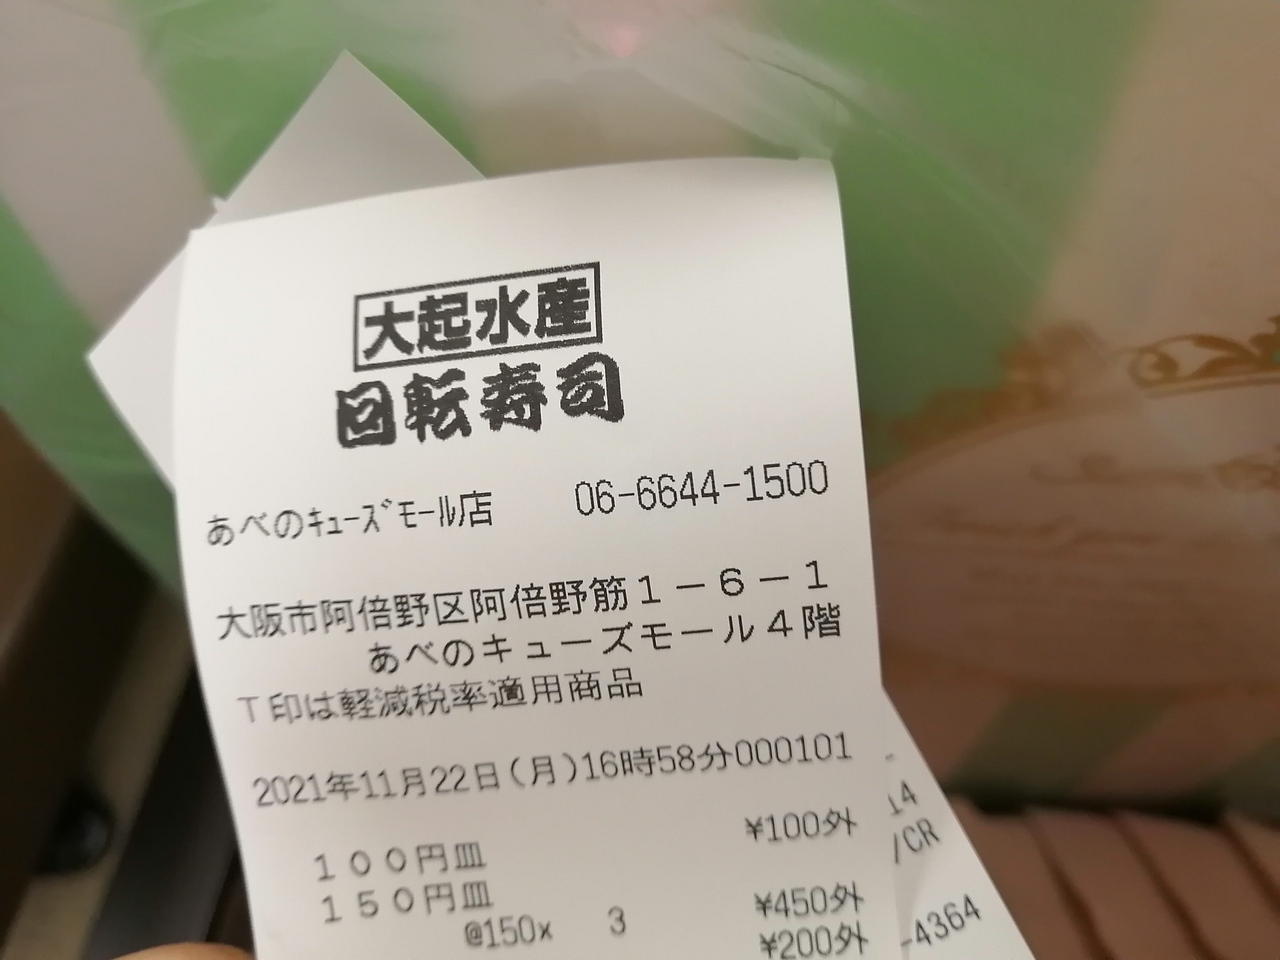 大起水産
回転寿司
あべのｷｭｰｽﾞﾓｰﾙ店 06-6644-1500
大阪市阿倍野区阿倍野筋１－６－１
あべのキューズモール４階
Ｔ印は軽減税率適用商品
2021年11月22日(月)16時58分000101
¥100外
１００円皿
１５０円皿 ¥450外
@150x 3
¥200外
14
/CR
-4364